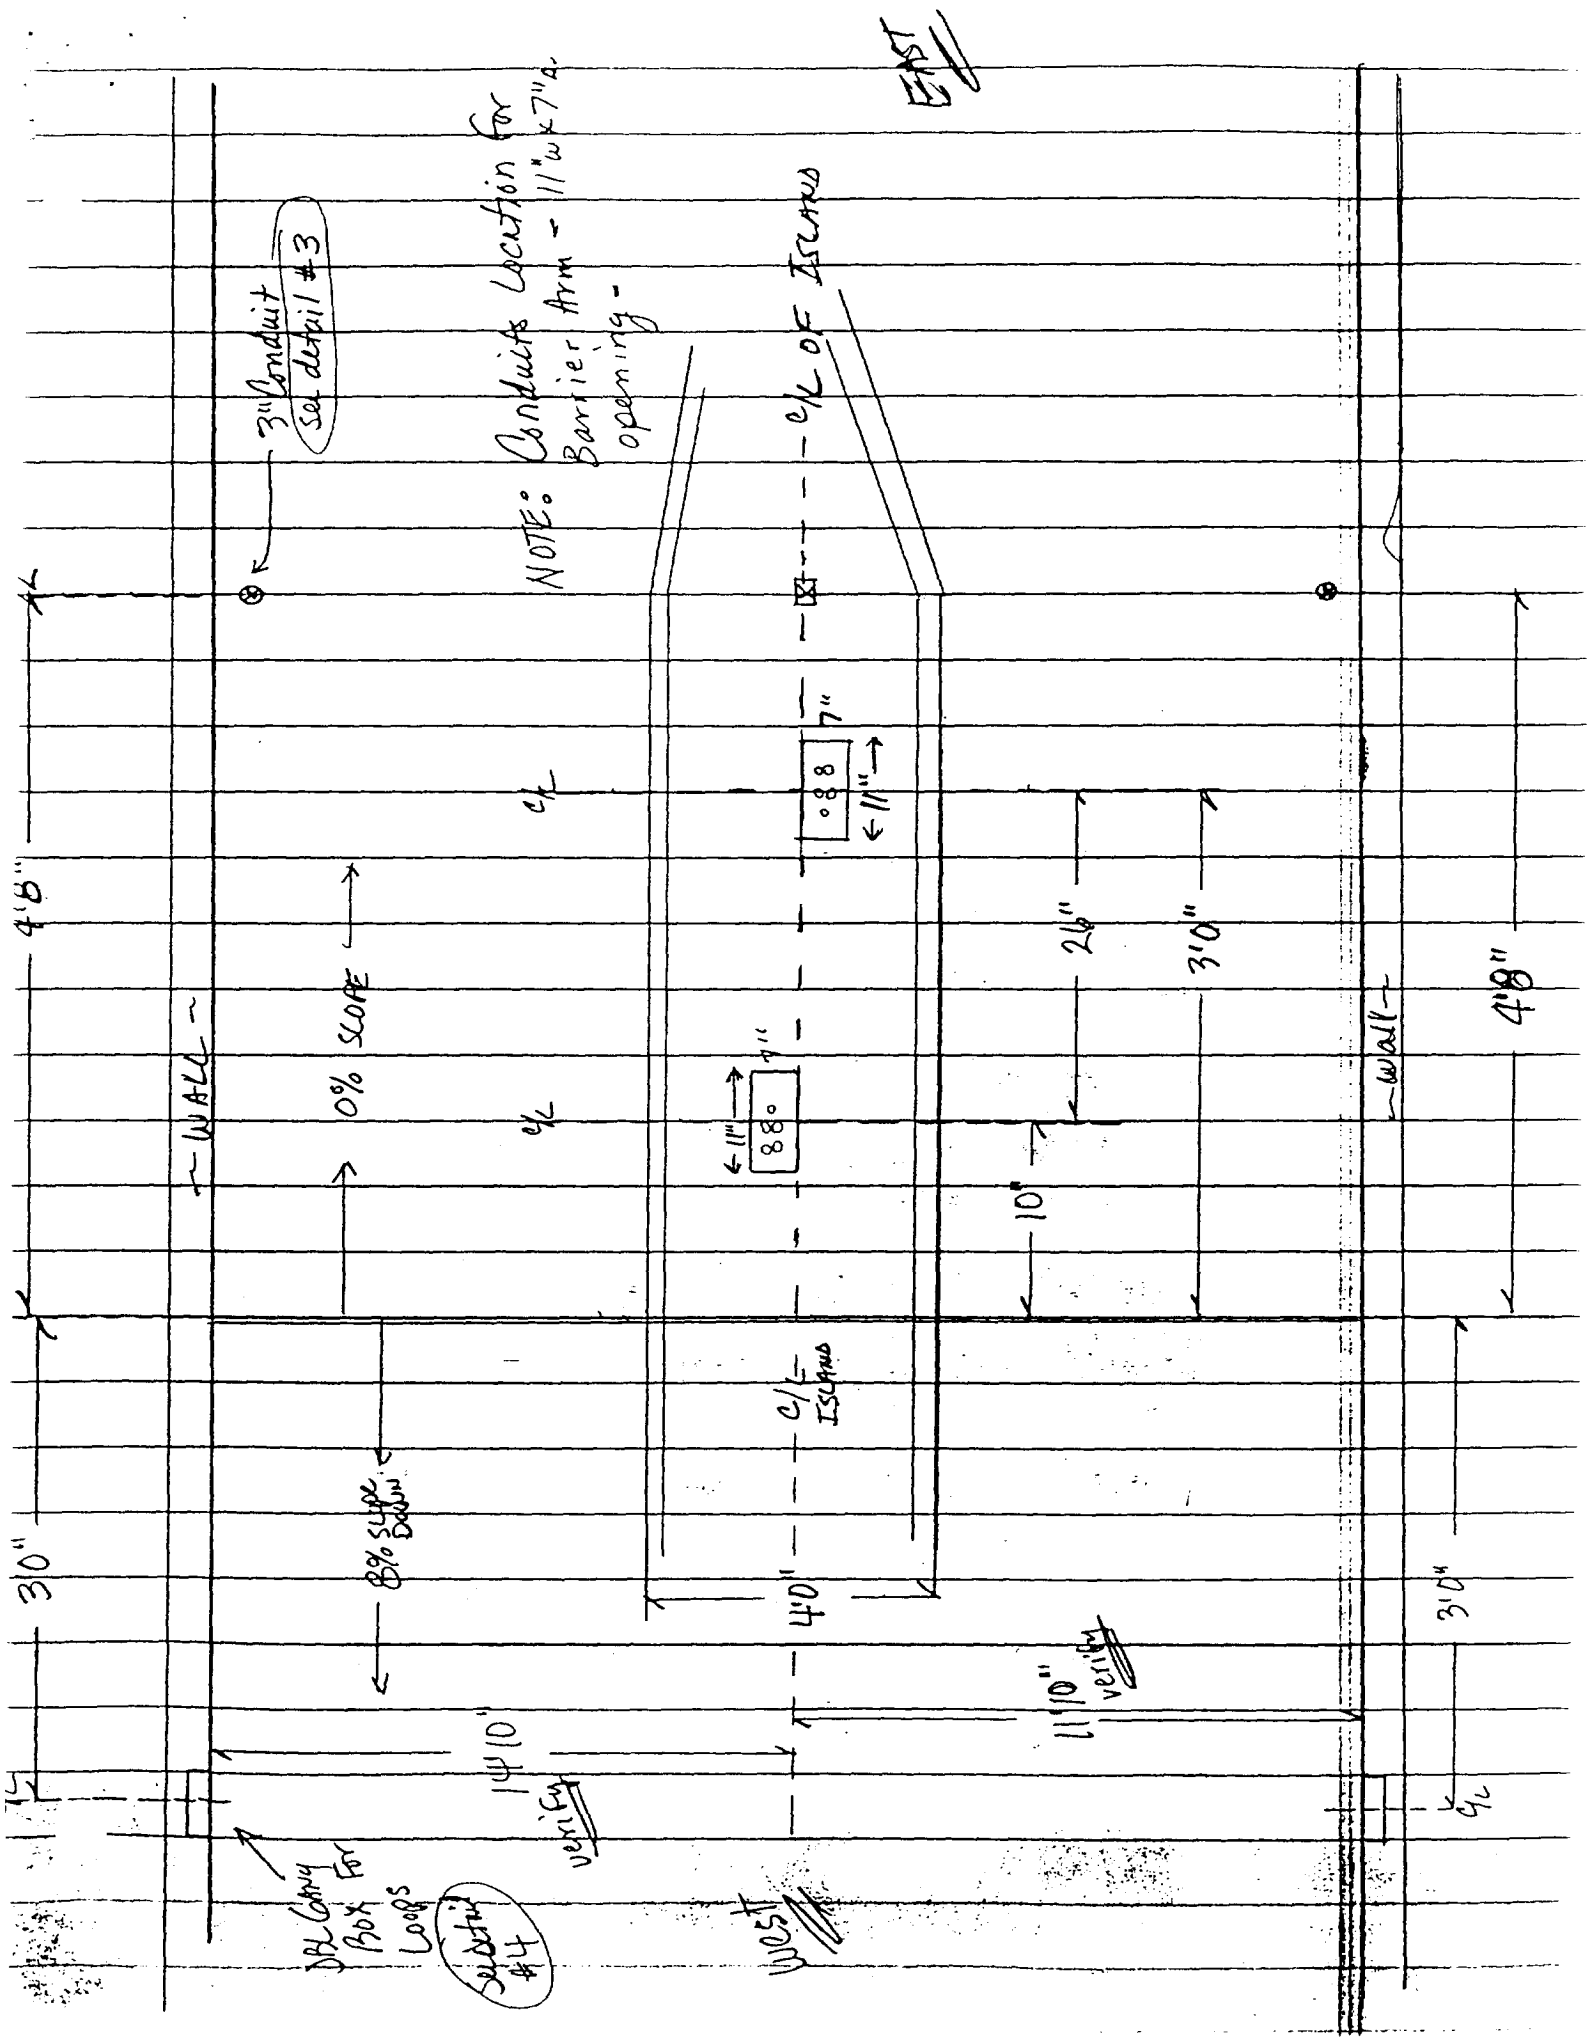 3'0"
4'8"
~ WALL ~
DBL GANG
BOX For
Loops
See detail
#4
8% SLOPE
DOWN
0% SLOPE
3" Conduit
see detail #3
NOTE: Conduits Location for
Barrier Arm - 11"w x 7"
opening -
14'10"
verify
C/L
C/L
11"
7"
West
4'0"
C/L
ISLAND
C/L OF ISLAND
EAST
7"
11"
11'10"
verify
10"
26"
3'0"
~ Wall ~
C/L
3'0"
4'8"